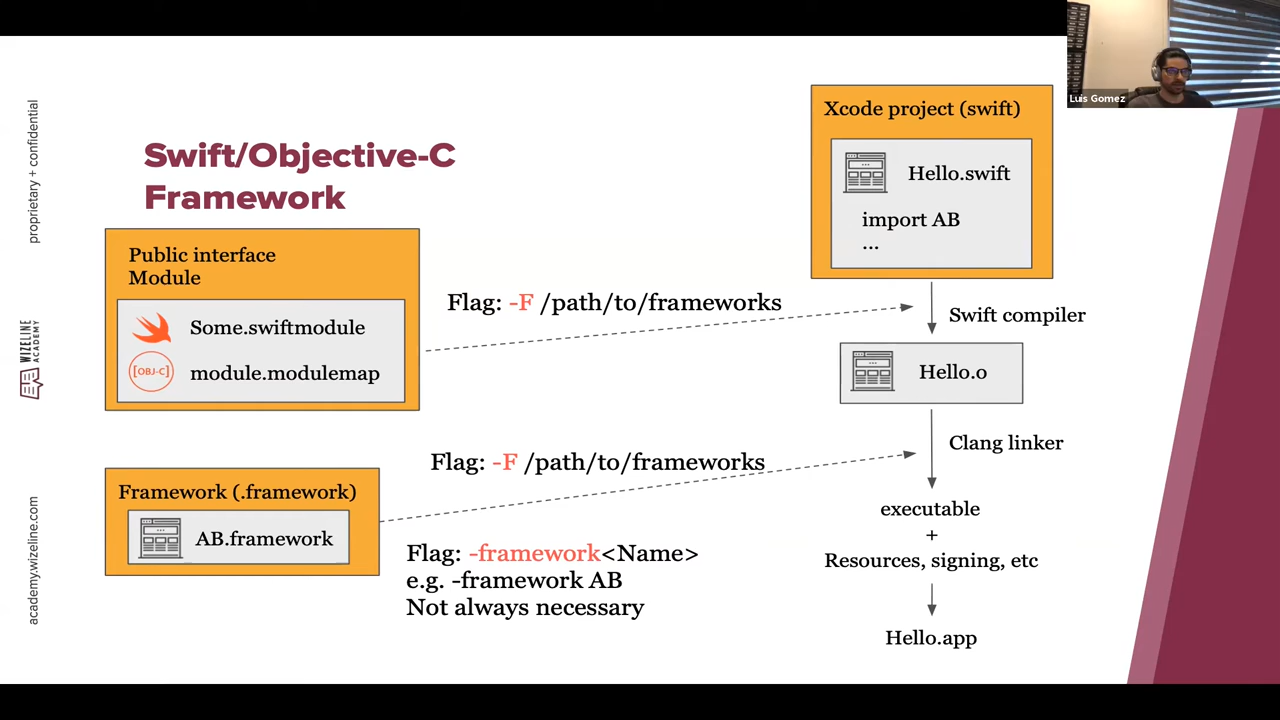 Luis Gomez
proprietary + confidential
WIZELINE
ACADEMY
academy.wizeline.com
Swift/Objective-C
Framework
Public interface
Module
Some.swiftmodule
[OBJ-C]
module.modulemap
Flag: -F /path/to/frameworks
Framework (.framework)
AB.framework
Flag: -F /path/to/frameworks
Flag: -framework<Name>
e.g. -framework AB
Not always necessary
Xcode project (swift)
Hello.swift
import AB
...
Swift compiler
Hello.o
Clang linker
executable
+
Resources, signing, etc
Hello.app